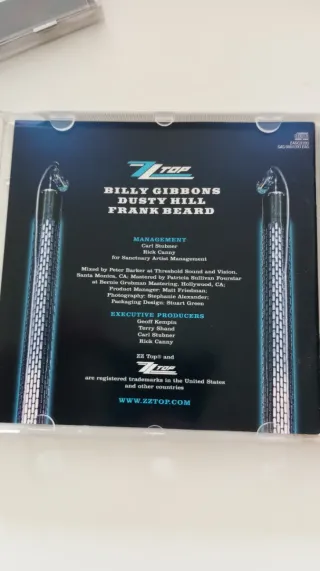 ZZ TOP
BILLY GIBBONS
DUSTY HILL
FRANK BEARD
MANAGEMENT
Carl Stubner
Rick Canny
for Sanctuary Artist Management
Mixed by Peter Barker at Threshold Sound and Vision,
Santa Monica, CA; Mastered by Patricia Sullivan Fourstar
at Bernie Grobman Mastering, Hollywood, CA;
Product Manager: Matt Friedman;
Photography: Stephanie Alexander;
Packaging Design: Stuart Green
EXECUTIVE PRODUCERS
Geoff Kempin
Terry Shand
Carl Stubner
Rick Canny
ZZ Top® and
ZZ TOP
are registered trademarks in the United States
and other countries
WWW.ZZTOP.COM